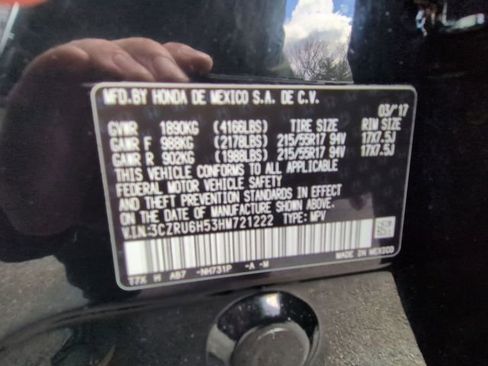 MFD.BY HONDA DE MEXICO S.A. DE C.V.
03/'17
GVWR 1890KG (4166LBS) TIRE SIZE RIM SIZE
GAWR F 988KG (2178LBS) 215/55R17 94V 17X7.5J
GAWR R 902KG (1988LBS) 215/55R17 94V 17X7.5J
THIS VEHICLE CONFORMS TO ALL APPLICABLE
FEDERAL MOTOR VEHICLE SAFETY
AND THEFT PREVENTION STANDARDS IN EFFECT
ON THE DATE OF MANUFACTURE SHOWN ABOVE.
V.I.N:3CZRU6H53HM721222 TYPE: MPV
T7X H AB7 -NH731P -A -M
MADE IN MEXICO